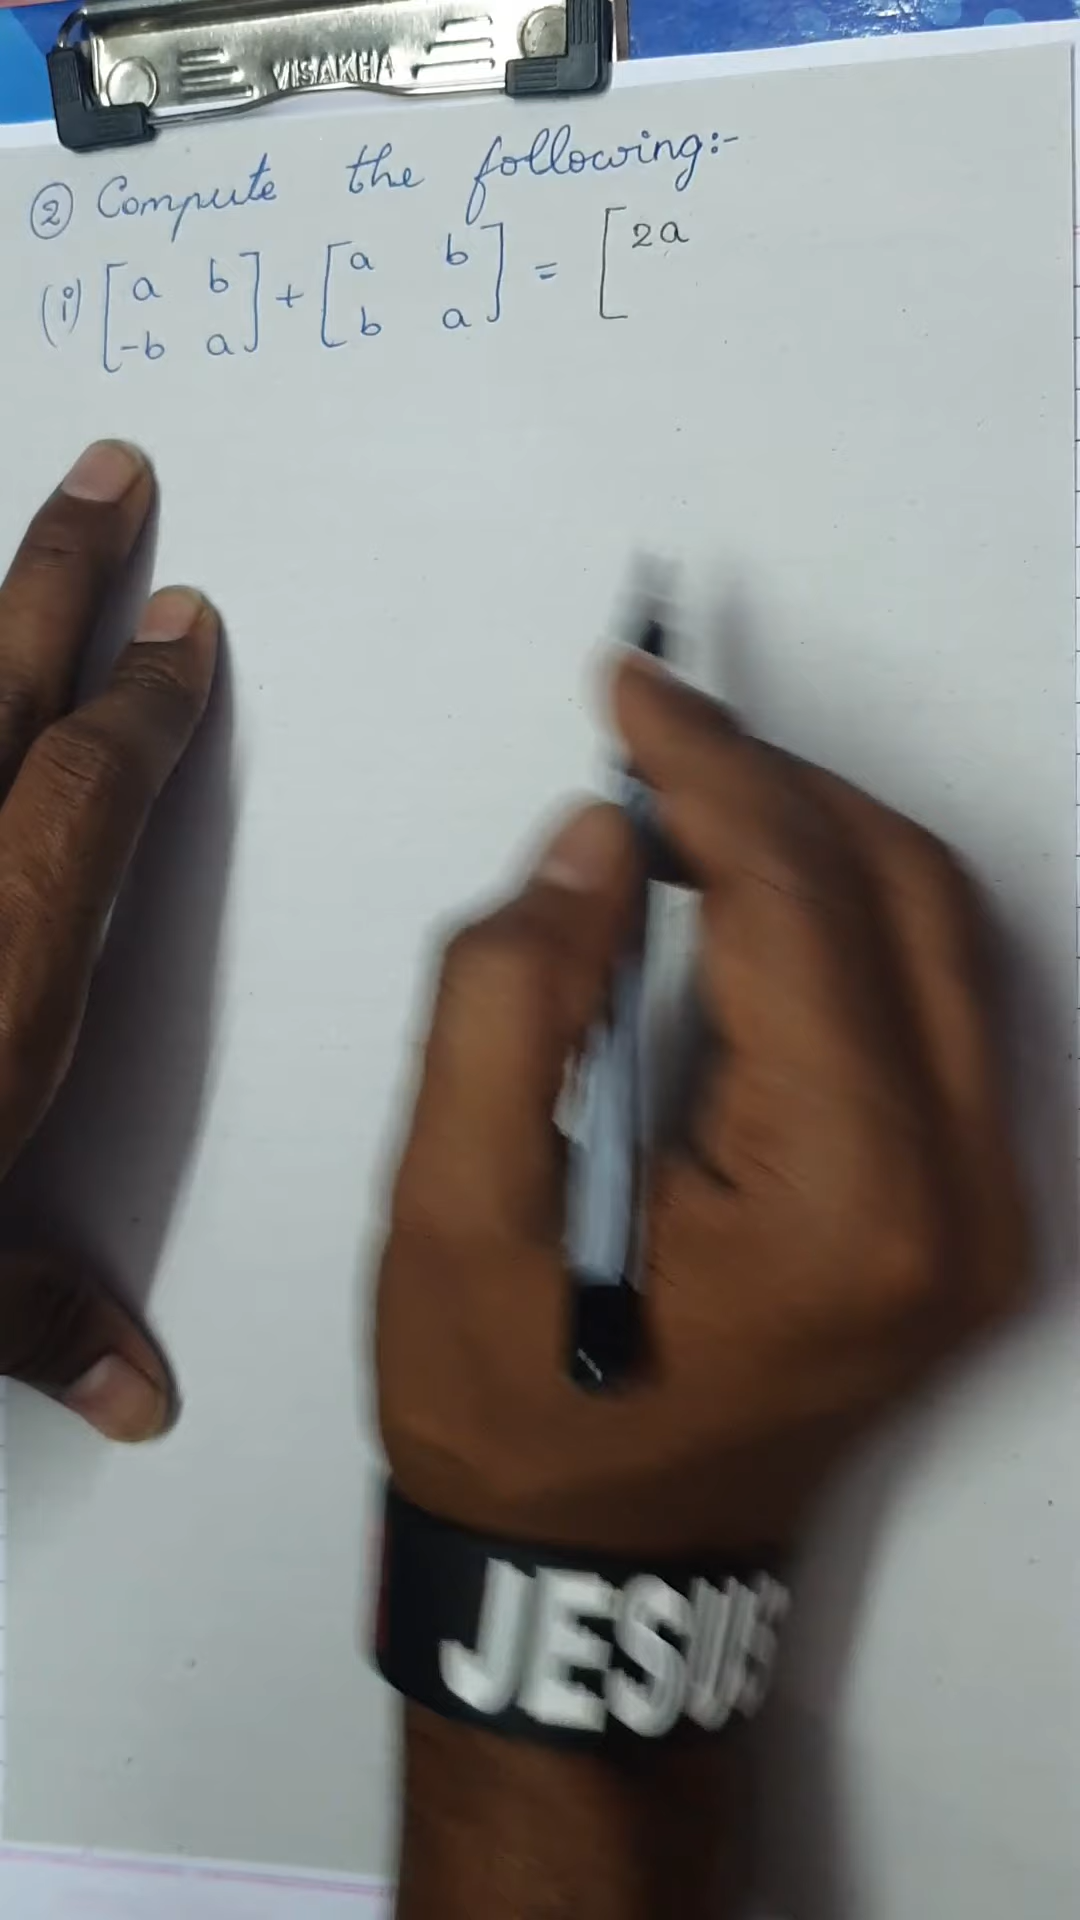 VISAKHA
② Compute the following:-
(i) [a b] + [a b] = [2a
[-b a] [b a]
JESUS